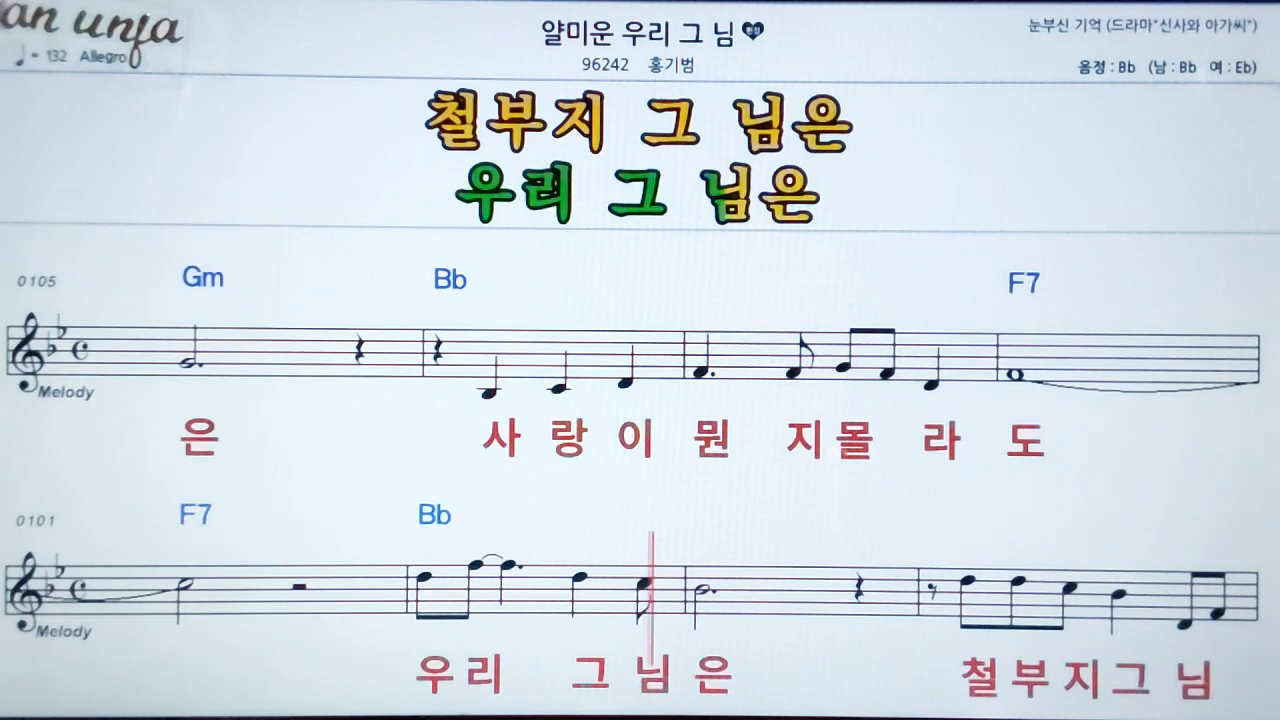 an unja
♩= 132 Allegro
얄미운 우리 그 님
96242 홍기범
눈부신 기억 (드라마"신사와 아가씨")
음정 : Bb (남 : Bb 여 : Eb)
철부지 그 님은
우리 그 님은
0105 Gm Bb F7
Melody
은 사 랑 이 뭔 지 몰 라 도
0101 F7 Bb
Melody
우 리 그 님 은 철 부 지 그 님